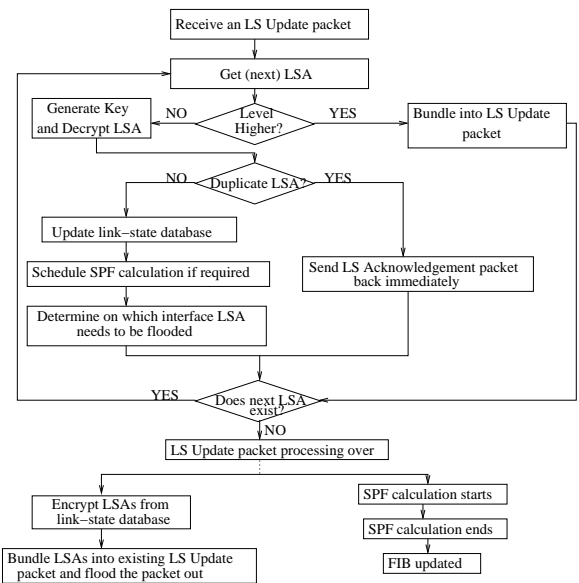 Receive an LS Update packet
Get (next) LSA
Generate Key
and Decrypt LSA
NO
Level
Higher?
YES
Bundle into LS Update
packet
NO
Duplicate LSA?
YES
Update link−state database
Schedule SPF calculation if required
Determine on which interface LSA
needs to be flooded
Send LS Acknowledgement packet
back immediately
YES
Does next LSA
exist?
NO
LS Update packet processing over
Encrypt LSAs from
link−state database
Bundle LSAs into existing LS Update
packet and flood the packet out
SPF calculation starts
SPF calculation ends
FIB updated